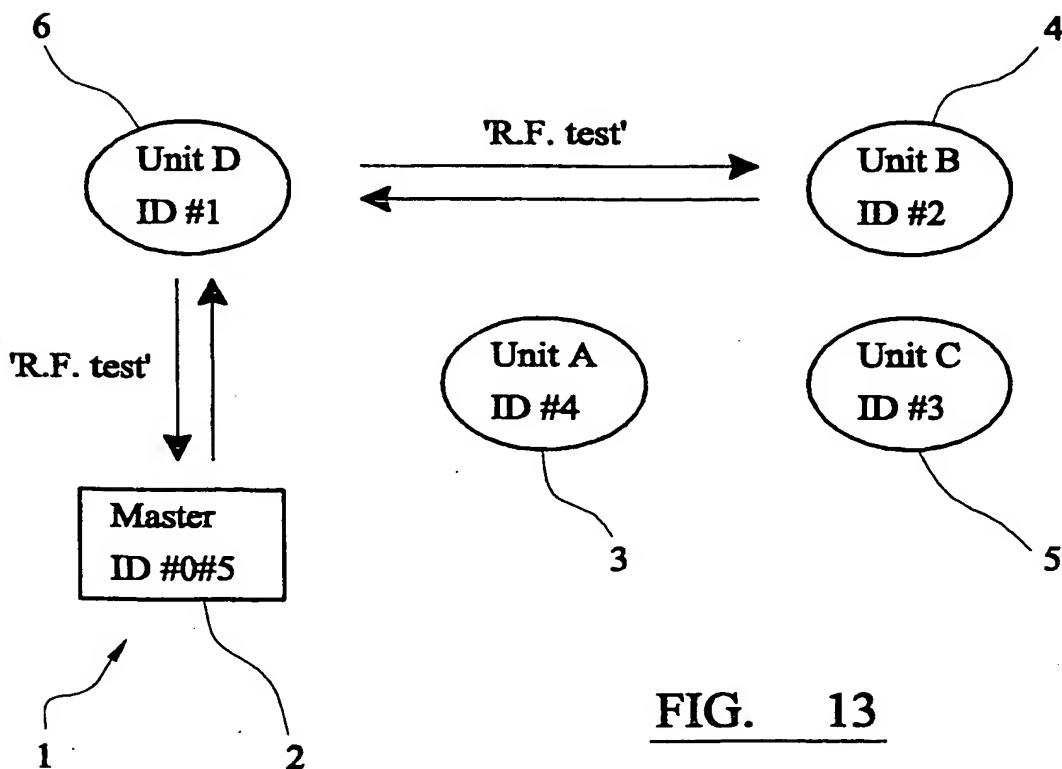 6
4
Unit D
ID #1
'R.F. test'
Unit B
ID #2
'R.F. test'
Unit A
ID #4
Unit C
ID #3
Master
ID #0#5
3
5
1
2
FIG. 13